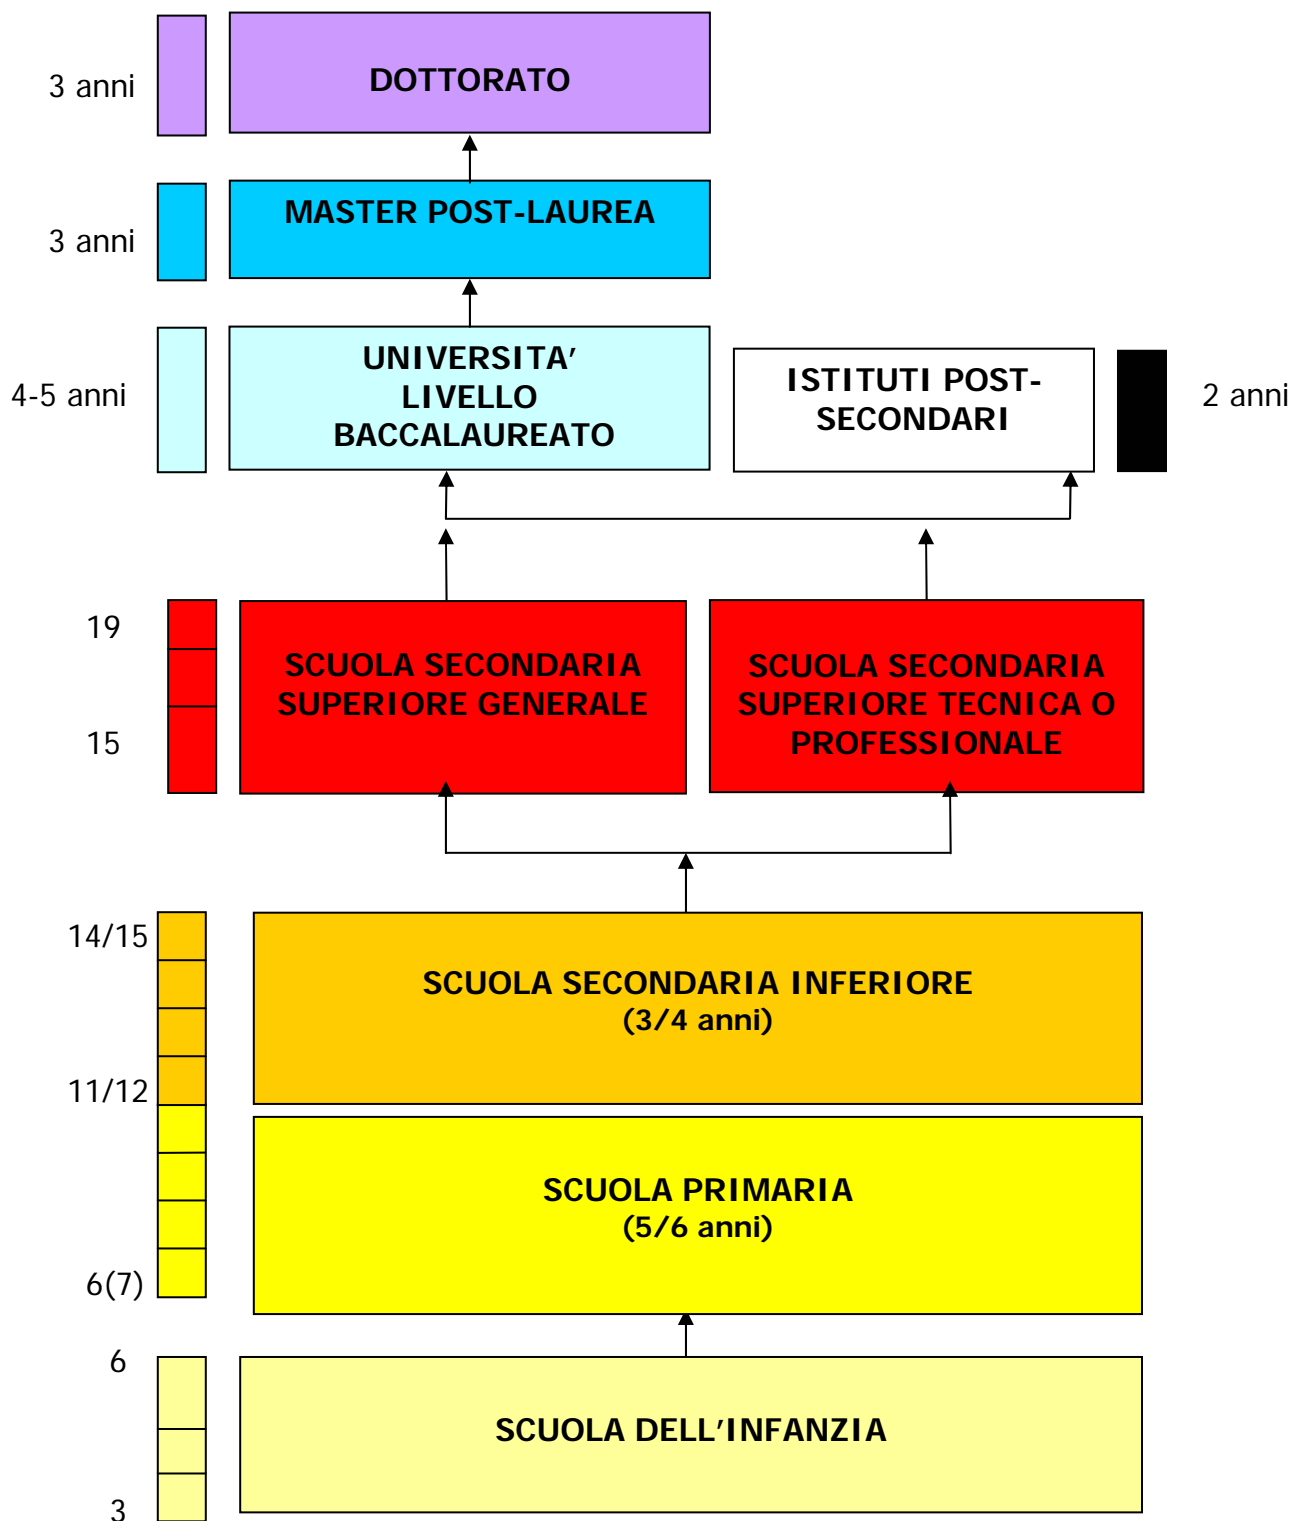 3 anni
DOTTORATO
3 anni
MASTER POST-LAUREA
4-5 anni
UNIVERSITA’
LIVELLO
BACCALAUREATO
ISTITUTI POST-
SECONDARI
2 anni
19
15
SCUOLA SECONDARIA
SUPERIORE GENERALE
SCUOLA SECONDARIA
SUPERIORE TECNICA O
PROFESSIONALE
14/15
SCUOLA SECONDARIA INFERIORE
(3/4 anni)
11/12
SCUOLA PRIMARIA
(5/6 anni)
6(7)
6
SCUOLA DELL’INFANZIA
3